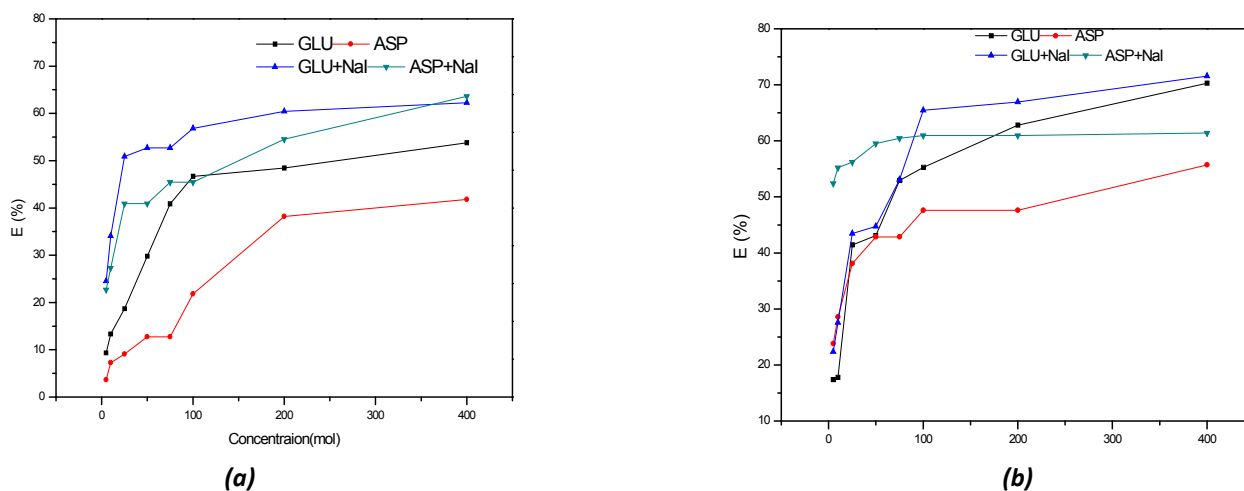 80
70
60
50
40
30
20
10
0
E (%)
GLU ASP
GLU+NaI ASP+NaI
0 100 200 300 400
Concentraion(mol)
(a)
80
70
60
50
40
30
20
10
E (%)
GLU ASP
GLU+NaI ASP+NaI
0 100 200 300 400
(b)